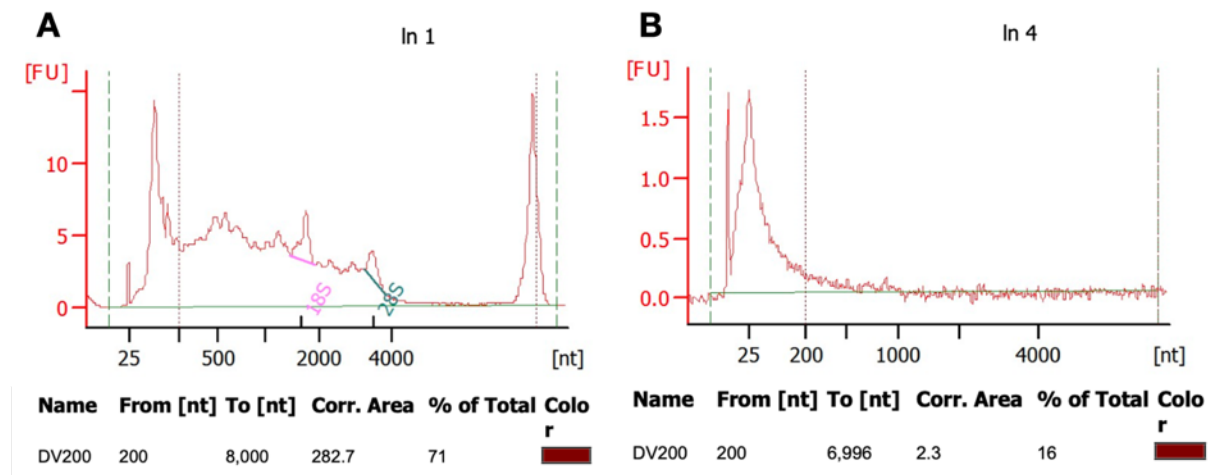 A
ln 1
[FU]
10
5
0
18S
28S
25
500
2000
4000
[nt]
Name From [nt] To [nt] Corr. Area % of Total Colo
r
DV200 200 8,000 282.7 71
B
ln 4
[FU]
1.5
1.0
0.5
0.0
25
200
1000
4000
[nt]
Name From [nt] To [nt] Corr. Area % of Total Colo
r
DV200 200 6,996 2.3 16